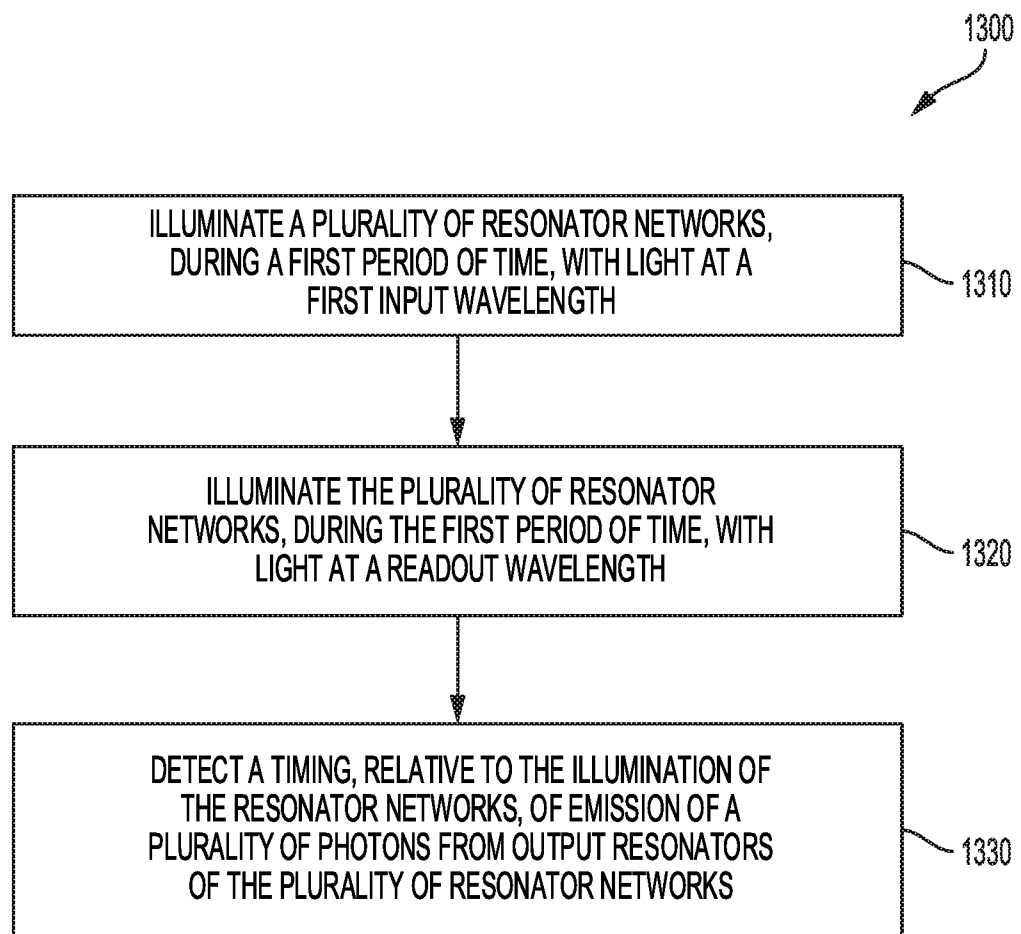 1300
ILLUMINATE A PLURALITY OF RESONATOR NETWORKS,
DURING A FIRST PERIOD OF TIME, WITH LIGHT AT A
FIRST INPUT WAVELENGTH
1310
ILLUMINATE THE PLURALITY OF RESONATOR
NETWORKS, DURING THE FIRST PERIOD OF TIME, WITH
LIGHT AT A READOUT WAVELENGTH
1320
DETECT A TIMING, RELATIVE TO THE ILLUMINATION OF
THE RESONATOR NETWORKS, OF EMISSION OF A
PLURALITY OF PHOTONS FROM OUTPUT RESONATORS
OF THE PLURALITY OF RESONATOR NETWORKS
1330